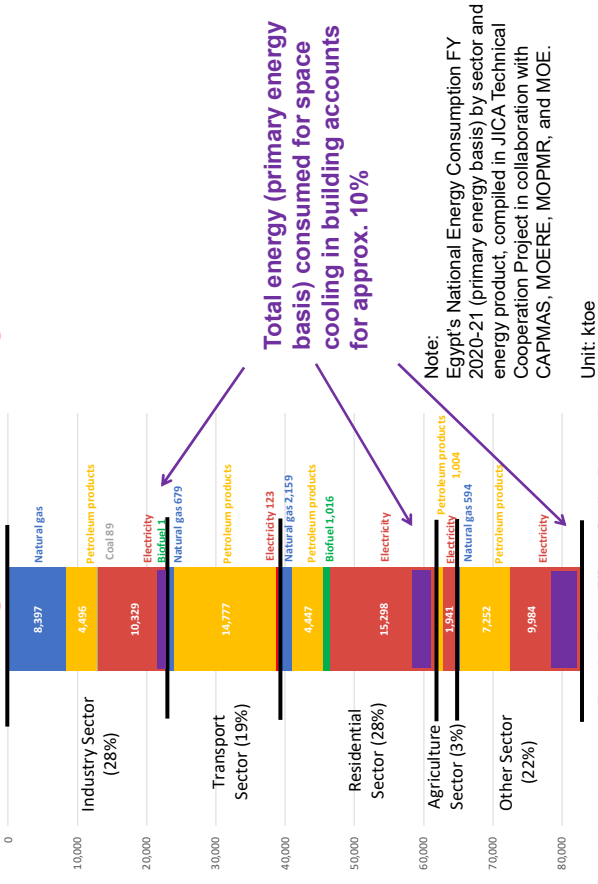 0
10,000
20,000
30,000
40,000
50,000
60,000
70,000
80,000
Industry Sector
(28%)
Transport
Sector (19%)
Residential
Sector (28%)
Agriculture
Sector (3%)
Other Sector
(22%)
8,397
4,496
10,329
14,777
4,447
15,298
1,941
7,252
9,984
Natural gas
Petroleum products
Coal 89
Electricity
Biofuel 1
Natural gas 679
Petroleum products
Electricity 123
Natural gas 2,159
Petroleum products
Biofuel 1,016
Electricity
Petroleum products
1,004
Electricity
Natural gas 594
Petroleum products
Electricity
Total energy (primary energy
basis) consumed for space
cooling in building accounts
for approx. 10%
Note:
Egypt's National Energy Consumption FY
2020-21 (primary energy basis) by sector and
energy product, compiled in JICA Technical
Cooperation Project in collaboration with
CAPMAS, MOERE, MOPMR, and MOE.
Unit: ktoe